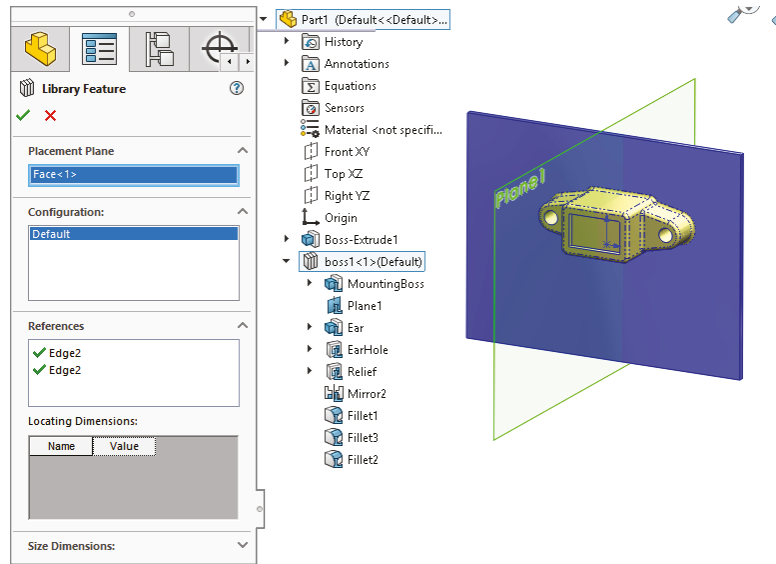 Library Feature
Placement Plane
Face<1>
Configuration:
Default
References
Edge2
Edge2
Locating Dimensions:
Name Value
Size Dimensions:
Part1 (Default<<Default>...
History
Annotations
Equations
Sensors
Material <not specifi...
Front XY
Top XZ
Right YZ
Origin
Boss-Extrude1
boss1<1>(Default)
MountingBoss
Plane1
Ear
EarHole
Relief
Mirror2
Fillet1
Fillet3
Fillet2
Plane1